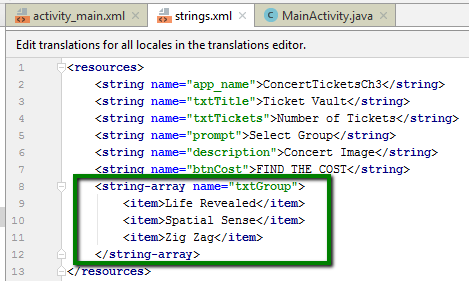 activity_main.xml × strings.xml × MainActivity.java ×
Edit translations for all locales in the translations editor.
1 <resources>
2 <string name="app_name">ConcertTicketsCh3</string>
3 <string name="txtTitle">Ticket Vault</string>
4 <string name="txtTickets">Number of Tickets</string>
5 <string name="prompt">Select Group</string>
6 <string name="description">Concert Image</string>
7 <string name="btnCost">FIND THE COST</string>
8 <string-array name="txtGroup">
9 <item>Life Revealed</item>
10 <item>Spatial Sense</item>
11 <item>Zig Zag</item>
12 </string-array>
13 </resources>